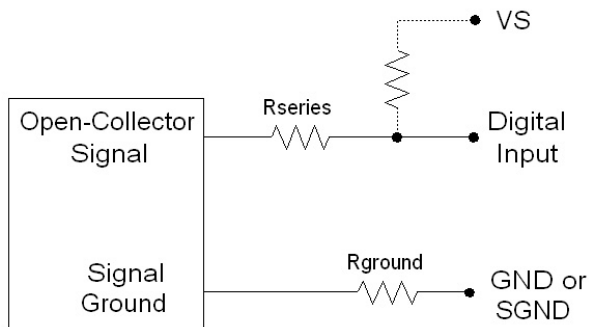 VS
Rseries
Open-Collector
Signal
Digital
Input
Rground
Signal
Ground
GND or
SGND